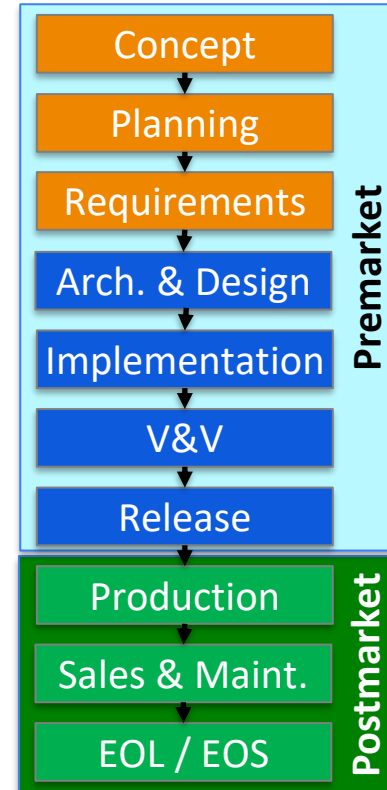 Concept
Planning
Requirements
Arch. & Design
Implementation
V&V
Release
Premarket
Production
Sales & Maint.
EOL / EOS
Postmarket